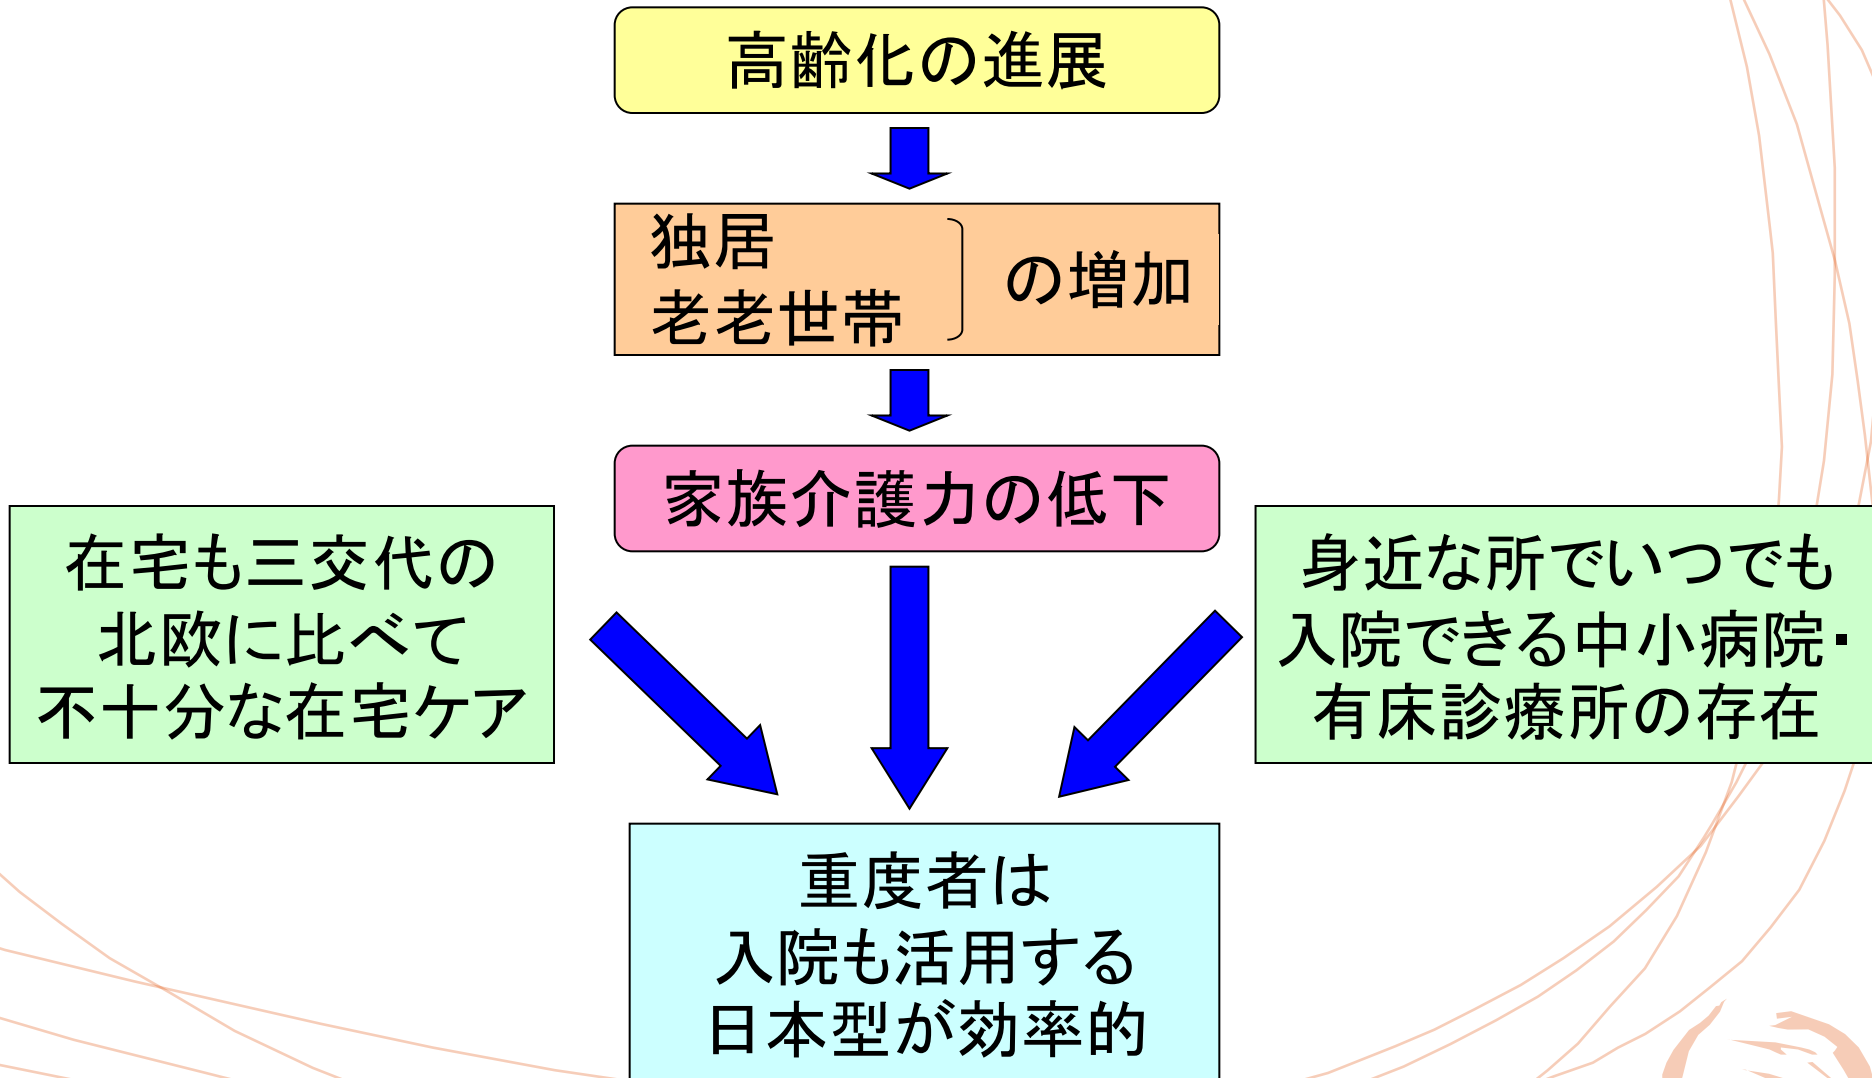 高齢化の進展
独居
老老世帯
の増加
家族介護力の低下
在宅も三交代の
北欧に比べて
不十分な在宅ケア
身近な所でいつでも
入院できる中小病院・
有床診療所の存在
重度者は
入院も活用する
日本型が効率的